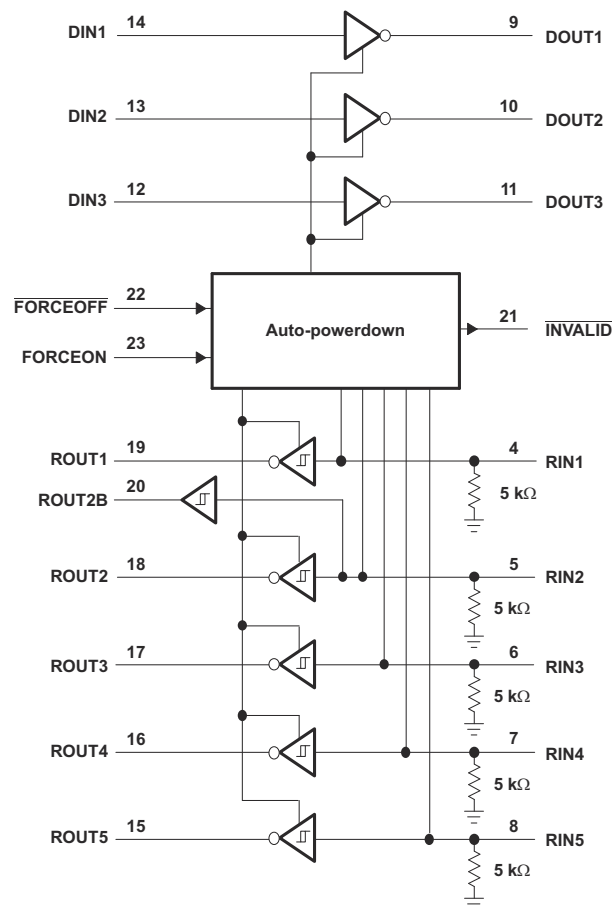 DIN1 14 9 DOUT1
DIN2 13 10 DOUT2
DIN3 12 11 DOUT3
FORCEOFF 22
Auto-powerdown
21 INVALID
FORCEON 23
ROUT1 19 4 RIN1
5 kΩ
ROUT2B 20
ROUT2 18 5 RIN2
5 kΩ
ROUT3 17 6 RIN3
5 kΩ
ROUT4 16 7 RIN4
5 kΩ
ROUT5 15 8 RIN5
5 kΩ